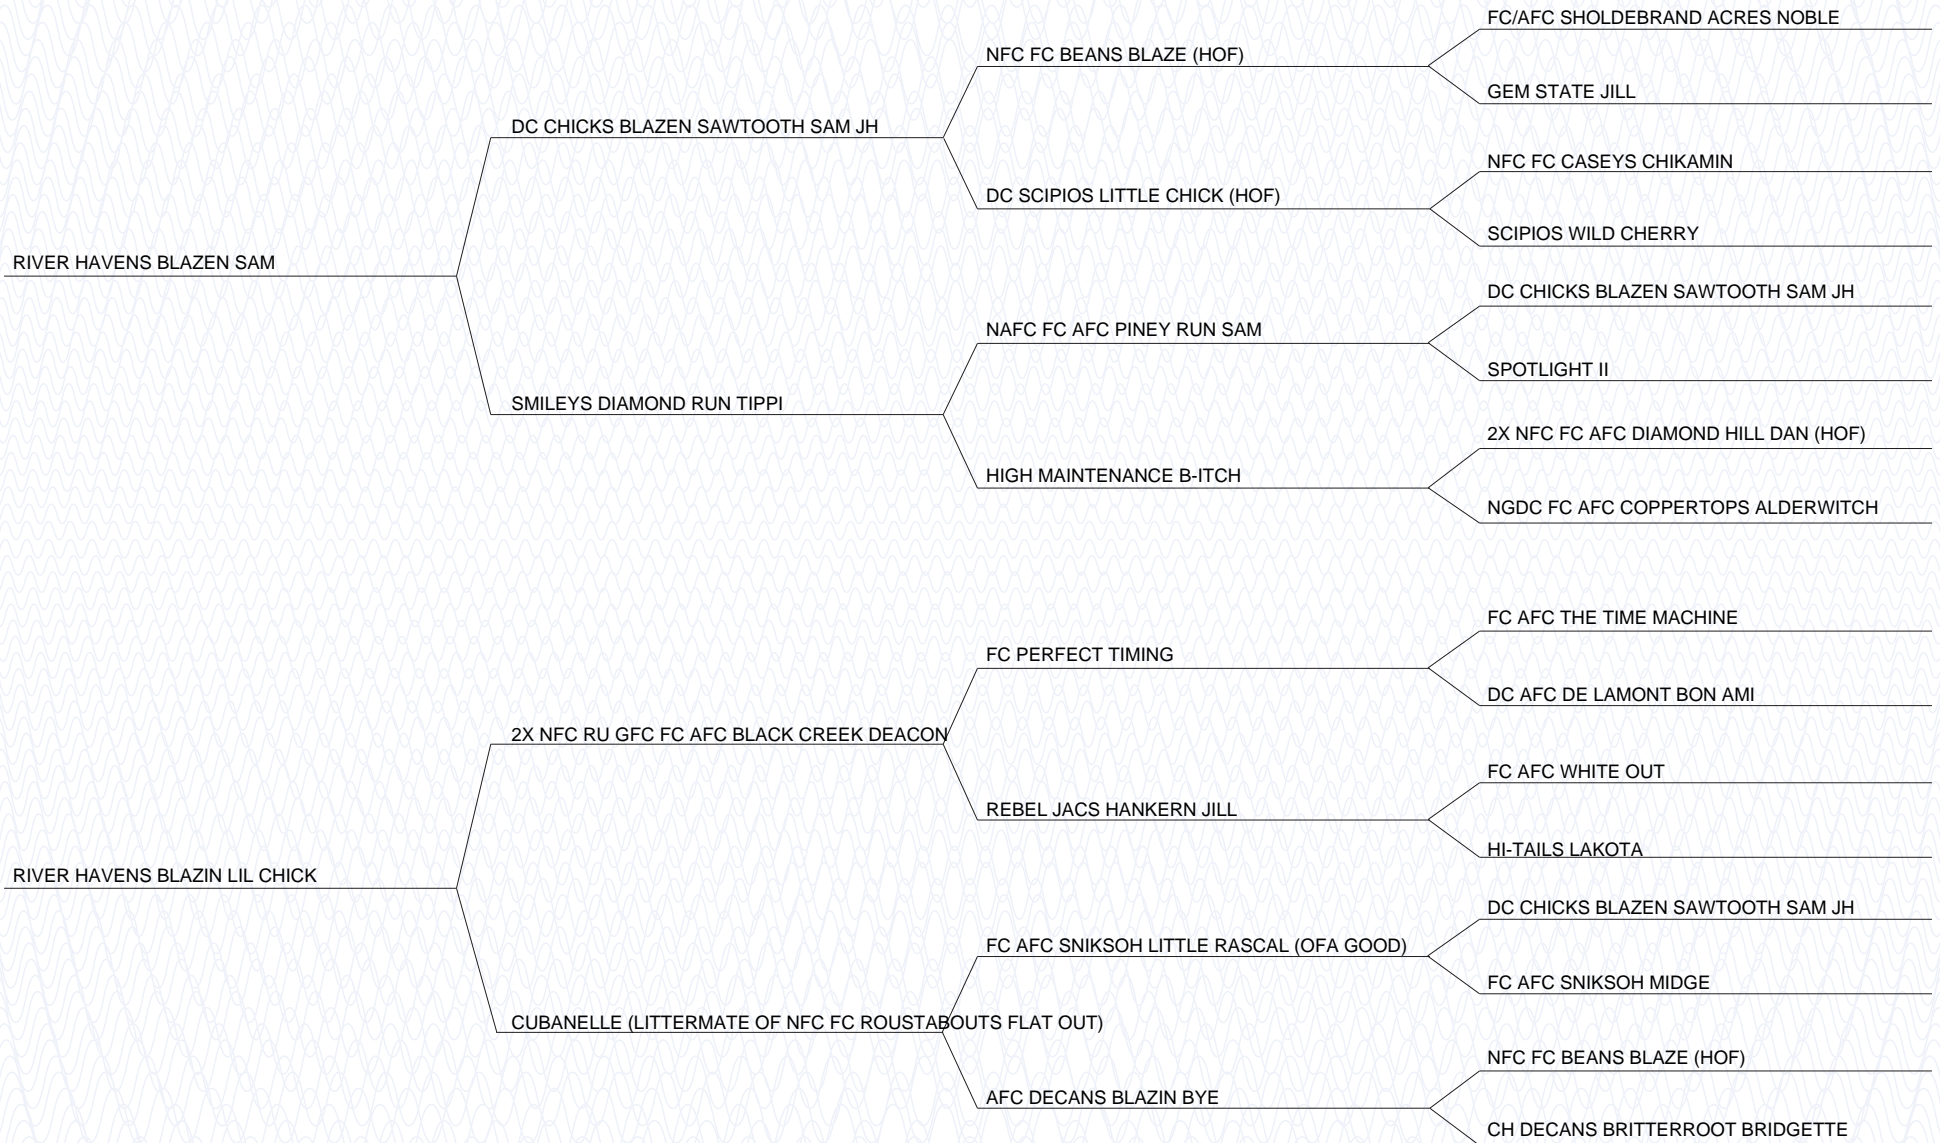 FC/AFC SHOLDEBRAND ACRES NOBLE
NFC FC BEANS BLAZE (HOF)
GEM STATE JILL
DC CHICKS BLAZEN SAWTOOTH SAM JH
NFC FC CASEYS CHIKAMIN
DC SCIPIOS LITTLE CHICK (HOF)
SCIPIOS WILD CHERRY
RIVER HAVENS BLAZEN SAM
DC CHICKS BLAZEN SAWTOOTH SAM JH
NAFC FC AFC PINEY RUN SAM
SPOTLIGHT II
SMILEYS DIAMOND RUN TIPPI
2X NFC FC AFC DIAMOND HILL DAN (HOF)
HIGH MAINTENANCE B-ITCH
NGDC FC AFC COPPERTOPS ALDERWITCH
FC AFC THE TIME MACHINE
FC PERFECT TIMING
DC AFC DE LAMONT BON AMI
2X NFC RU GFC FC AFC BLACK CREEK DEACON
FC AFC WHITE OUT
REBEL JACS HANKERN JILL
HI-TAILS LAKOTA
RIVER HAVENS BLAZIN LIL CHICK
DC CHICKS BLAZEN SAWTOOTH SAM JH
FC AFC SNIKSOH LITTLE RASCAL (OFA GOOD)
FC AFC SNIKSOH MIDGE
CUBANELLE (LITTERMATE OF NFC FC ROUSTABOUTS FLAT OUT)
NFC FC BEANS BLAZE (HOF)
AFC DECANS BLAZIN BYE
CH DECANS BRITTERROOT BRIDGETTE